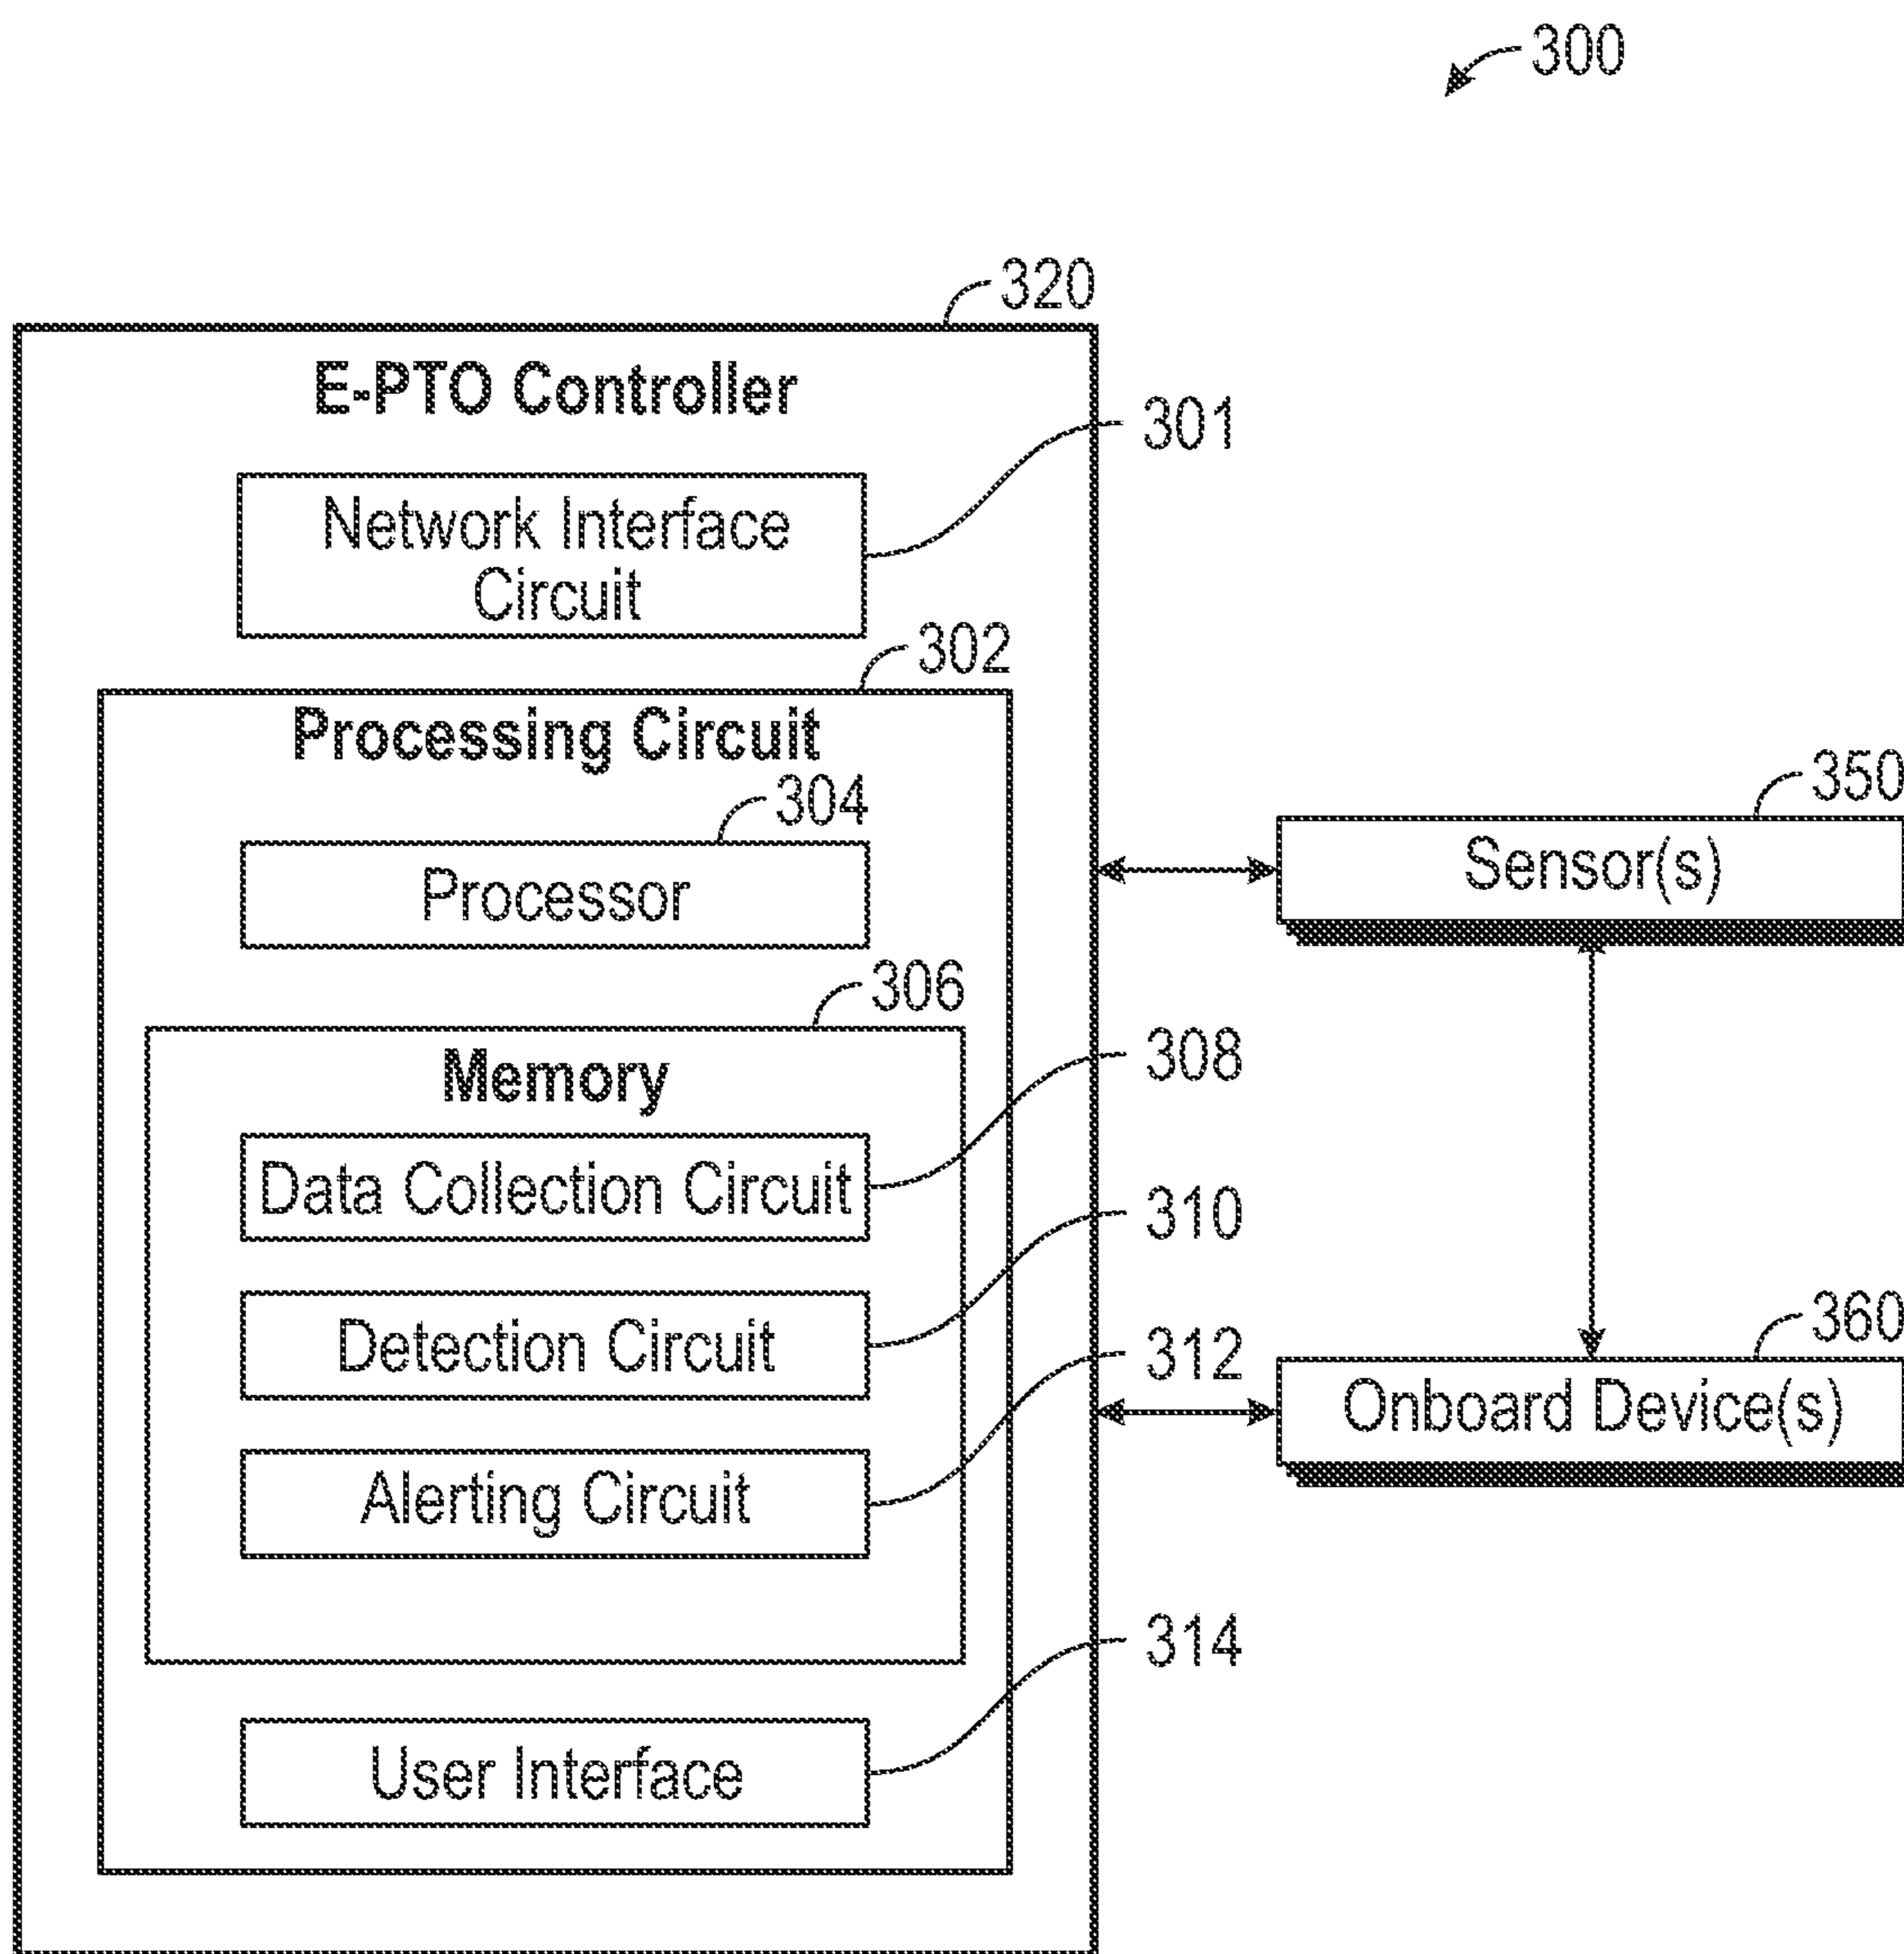 300
320
E-PTO Controller
301
Network Interface
Circuit
302
Processing Circuit
304
Processor
350
Sensor(s)
306
Memory
308
Data Collection Circuit
310
Detection Circuit
312
360
Onboard Device(s)
Alerting Circuit
314
User Interface